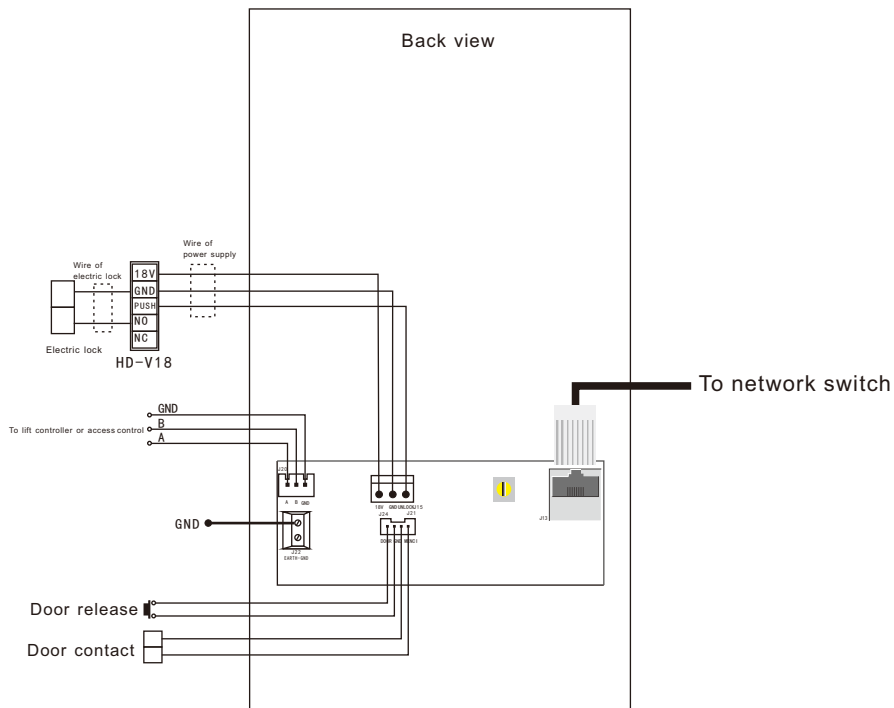 Back view
Wire of
power supply
Wire of
electric lock
18V
GND
PUSH
NO
NC
Electric lock
HD-V18
To network switch
GND
B
A
To lift controller or access control
J20
A B GND
18V GND UNLOCK J15
J24 J21
DOOR GND
J13
GND
J22
EARTH-GND
Door release
Door contact